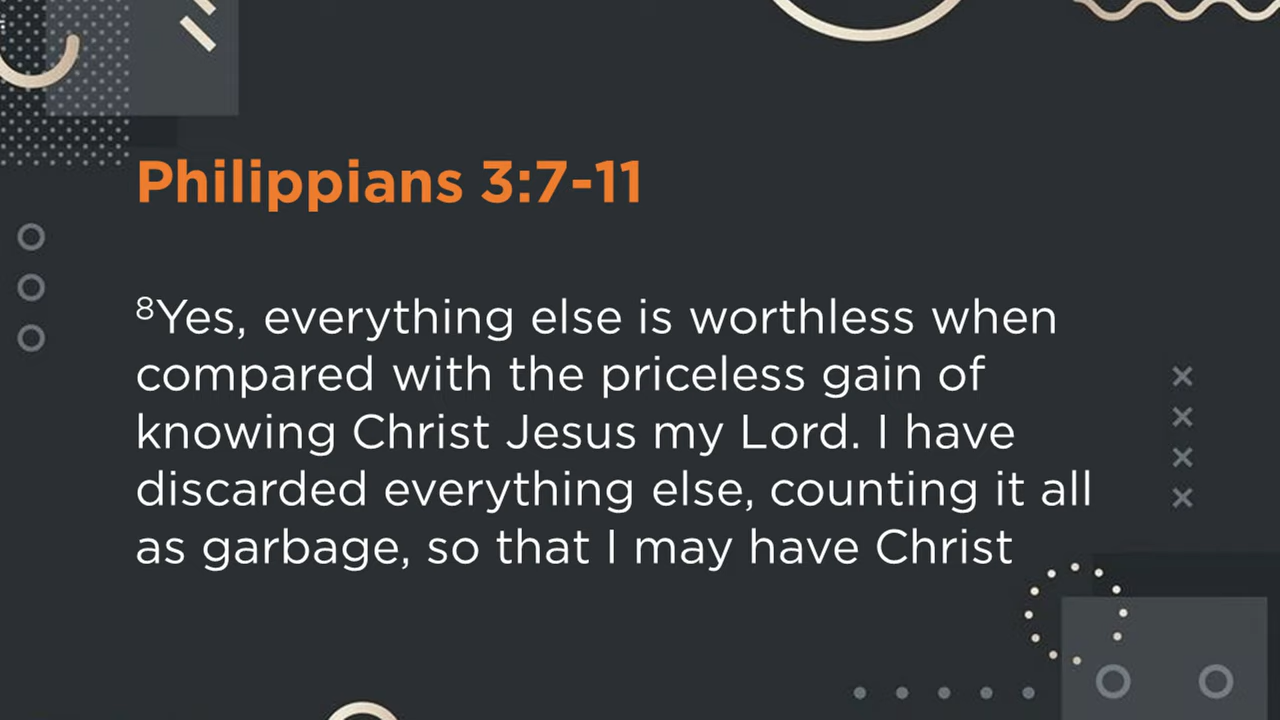 Philippians 3:7-11
⁸Yes, everything else is worthless when
compared with the priceless gain of
knowing Christ Jesus my Lord. I have
discarded everything else, counting it all
as garbage, so that I may have Christ